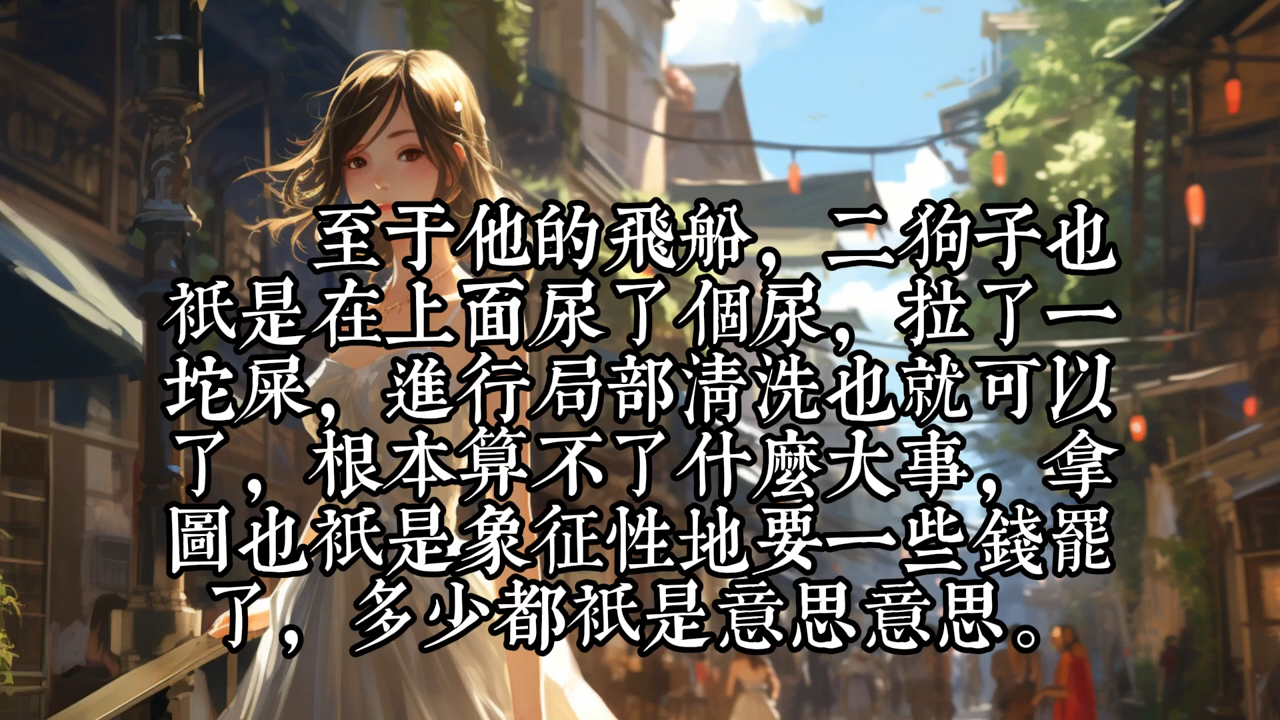 至于他的飛船，二狗子也
衹是在上面尿了個尿，拉了一
坨屎，進行局部清洗也就可以
了，根本算不了什麼大事，拿
圖也衹是象征性地要一些錢罷
了，多少都衹是意思意思。